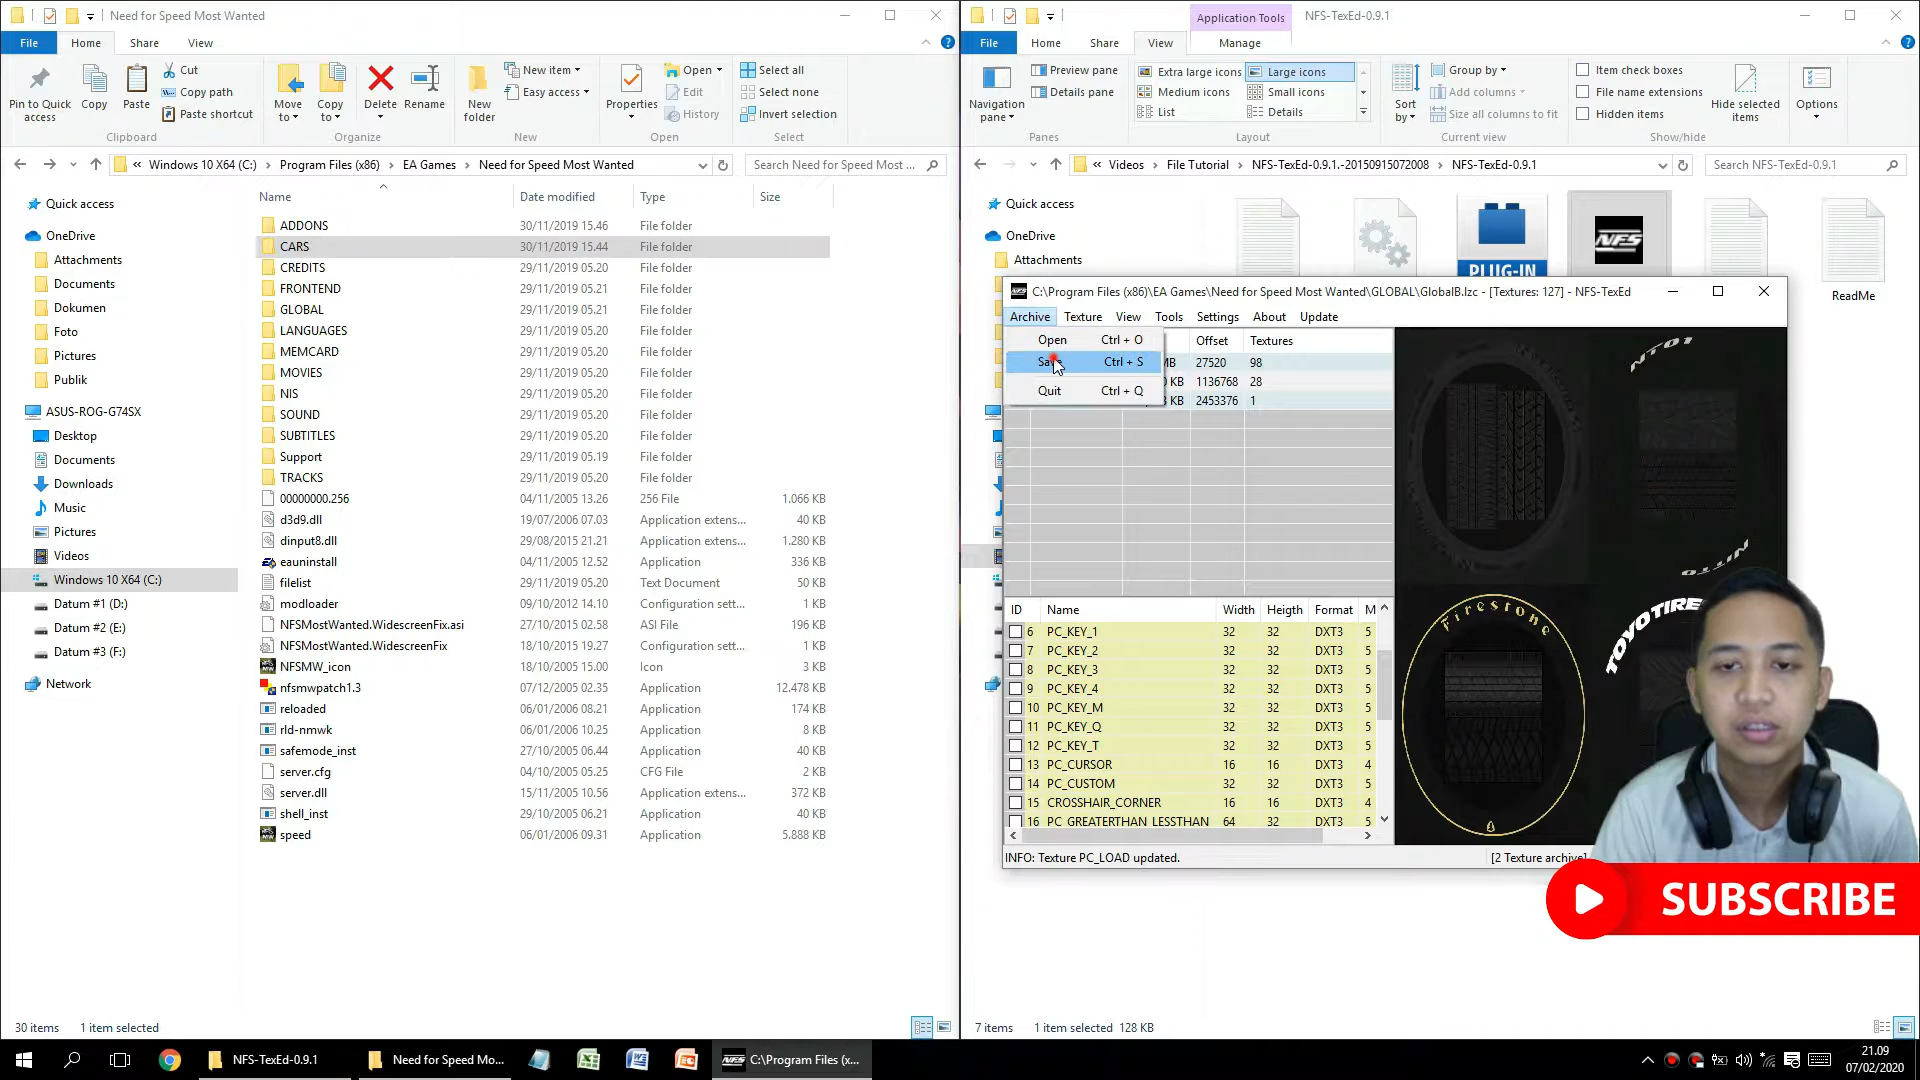 Need for Speed Most Wanted
File Home Share View
Pin to Quick access
Copy
Paste
Cut
Copy path
Paste shortcut
Clipboard
Move to
Copy to
Delete
Rename
Organize
New folder
New item
Easy access
New
Properties
Open
Edit
History
Open
Select all
Select none
Invert selection
Select
« Windows 10 X64 (C:) > Program Files (x86) > EA Games > Need for Speed Most Wanted
Search Need for Speed Most ...
Name Date modified Type Size
Quick access
OneDrive
Attachments
Documents
Dokumen
Foto
Pictures
Publik
ASUS-ROG-G74SX
Desktop
Documents
Downloads
Music
Pictures
Videos
Windows 10 X64 (C:)
Datum #1 (D:)
Datum #2 (E:)
Datum #3 (F:)
Network
ADDONS 30/11/2019 15.46 File folder
CARS 30/11/2019 15.44 File folder
CREDITS 29/11/2019 05.20 File folder
FRONTEND 29/11/2019 05.21 File folder
GLOBAL 29/11/2019 05.21 File folder
LANGUAGES 29/11/2019 05.20 File folder
MEMCARD 29/11/2019 05.20 File folder
MOVIES 29/11/2019 05.20 File folder
NIS 29/11/2019 05.20 File folder
SOUND 29/11/2019 05.20 File folder
SUBTITLES 29/11/2019 05.20 File folder
Support 29/11/2019 05.19 File folder
TRACKS 29/11/2019 05.20 File folder
00000000.256 04/11/2005 13.26 256 File 1.066 KB
d3d9.dll 19/07/2006 07.03 Application extens... 40 KB
dinput8.dll 29/08/2015 21.21 Application extens... 1.280 KB
eauninstall 04/11/2005 12.52 Application 336 KB
filelist 29/11/2019 05.20 Text Document 50 KB
modloader 09/10/2012 14.10 Configuration sett... 1 KB
NFSMostWanted.WidescreenFix.asi 27/10/2015 02.58 ASI File 196 KB
NFSMostWanted.WidescreenFix 18/10/2015 19.27 Configuration sett... 1 KB
NFSMW_icon 18/10/2005 15.00 Icon 3 KB
nfsmwpatch1.3 07/12/2005 02.35 Application 12.478 KB
reloaded 06/01/2006 08.21 Application 174 KB
rld-nmwk 06/01/2006 10.25 Application 8 KB
safemode_inst 27/10/2005 06.44 Application 40 KB
server.cfg 04/10/2005 05.25 CFG File 2 KB
server.dll 15/11/2005 10.56 Application extens... 372 KB
shell_inst 29/10/2005 06.21 Application 40 KB
speed 06/01/2006 09.31 Application 5.888 KB
30 items 1 item selected
Application Tools
NFS-TexEd-0.9.1
File Home Share View Manage
Navigation pane
Preview pane
Details pane
Panes
Extra large icons Large icons
Medium icons Small icons
List Details
Layout
Sort by
Group by
Add columns
Size all columns to fit
Current view
Item check boxes
File name extensions
Hidden items
Hide selected items
Show/hide
Options
« Videos > File Tutorial > NFS-TexEd-0.9.1.-20150915072008 > NFS-TexEd-0.9.1
Search NFS-TexEd-0.9.1
Quick access
OneDrive
Attachments
PLUG-IN
NFS
ReadMe
C:\Program Files (x86)\EA Games\Need for Speed Most Wanted\GLOBAL\GlobalB.lzc - [Textures: 127] - NFS-TexEd
Archive Texture View Tools Settings About Update
Open Ctrl + O
Ctrl + S
Quit Ctrl + Q
Offset Textures
MB 27520 98
KB 1136768 28
KB 2453376 1
ID Name Width Heigth Format M
6 PC_KEY_1 32 32 DXT3 5
7 PC_KEY_2 32 32 DXT3 5
8 PC_KEY_3 32 32 DXT3 5
9 PC_KEY_4 32 32 DXT3 5
10 PC_KEY_M 32 32 DXT3 5
11 PC_KEY_Q 32 32 DXT3 5
12 PC_KEY_T 32 32 DXT3 5
13 PC_CURSOR 16 16 DXT3 4
14 PC_CUSTOM 32 32 DXT3 5
15 CROSSHAIR_CORNER 16 16 DXT3 4
16 PC_GREATERTHAN_LESSTHAN 64 32 DXT3 5
INFO: Texture PC_LOAD updated.
[2 Texture archive]
NT01
NITTO
Firestone
TOYO TIRE
SUBSCRIBE
7 items 1 item selected 128 KB
NFS-TexEd-0.9.1
Need for Speed Mo...
C:\Program Files (x...
21.09
07/02/2020